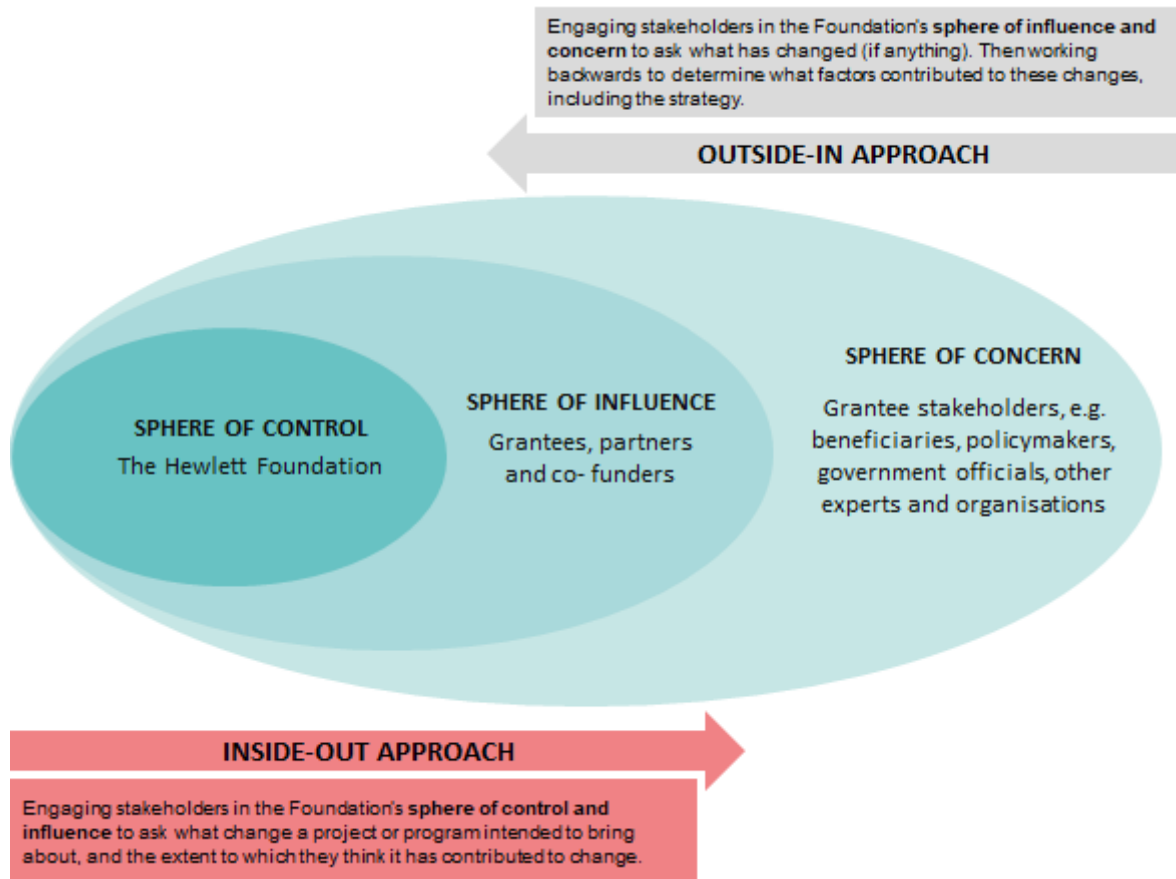 Engaging stakeholders in the Foundation's sphere of influence and
concern to ask what has changed (if anything). Then working
backwards to determine what factors contributed to these changes,
including the strategy.
OUTSIDE-IN APPROACH
SPHERE OF CONTROL
The Hewlett Foundation
SPHERE OF INFLUENCE
Grantees, partners
and co- funders
SPHERE OF CONCERN
Grantee stakeholders, e.g.
beneficiaries, policymakers,
government officials, other
experts and organisations
INSIDE-OUT APPROACH
Engaging stakeholders in the Foundation's sphere of control and
influence to ask what change a project or program intended to bring
about, and the extent to which they think it has contributed to change.